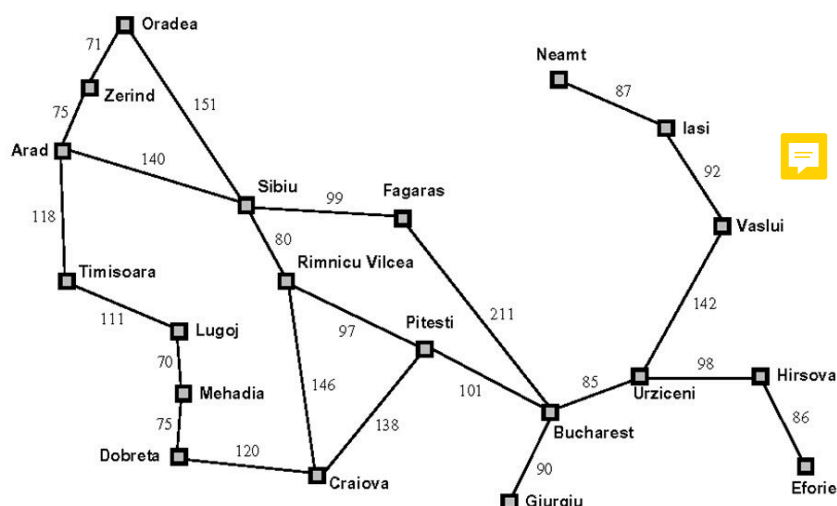 Oradea
71
Neamt
87
Zerind
151
75
Iasi
Arad
140
92
Sibiu
Fagaras
99
118
80
Vaslui
Timisoara
Rimnicu Vilcea
142
111
211
Lugoj
97
Pitesti
70
98
Hirsova
146
101
85
Mehadia
Urziceni
138
86
75
Bucharest
120
Dobreta
90
Craiova
Eforie
Giurgiu